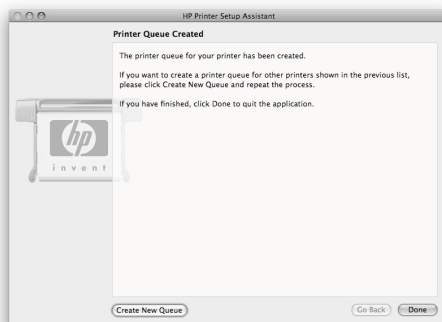 HP Printer Setup Assistant
Printer Queue Created
The printer queue for your printer has been created.
If you want to create a printer queue for other printers shown in the previous list,
please click Create New Queue and repeat the process.
If you have finished, click Done to quit the application.
hp
invent
Create New Queue
Go Back
Done